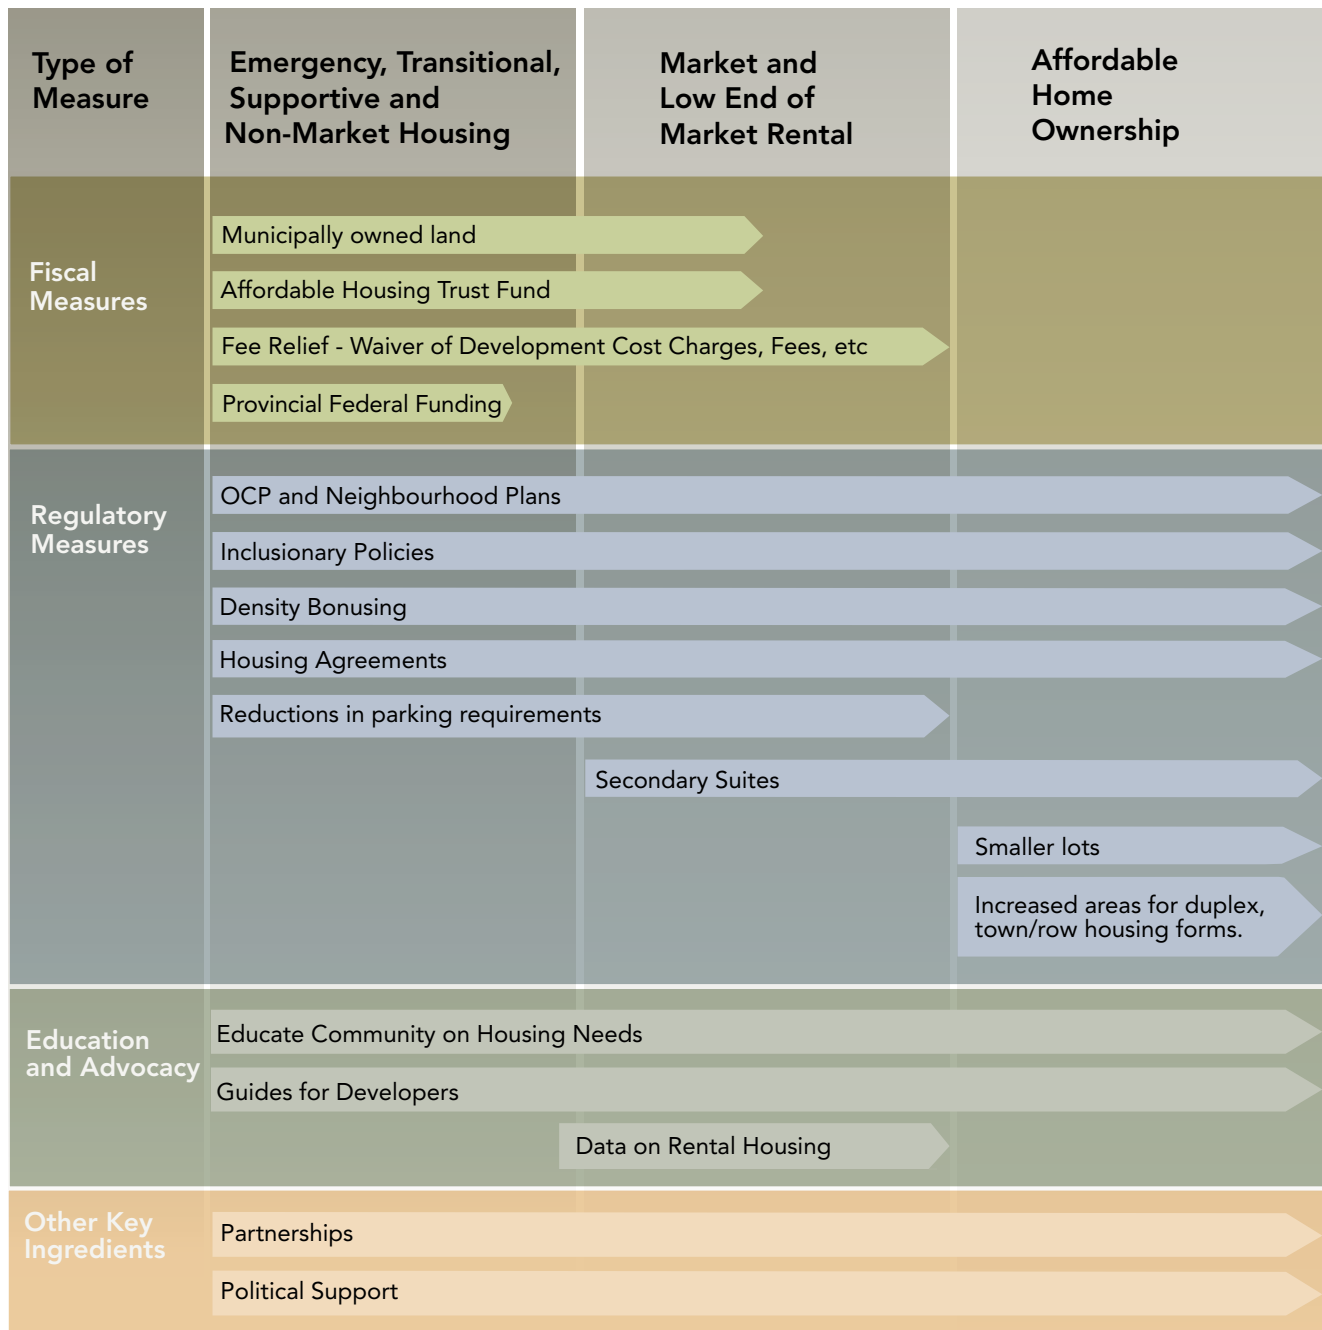 Type of
Measure
Emergency, Transitional,
Supportive and
Non-Market Housing
Market and
Low End of
Market Rental
Affordable
Home
Ownership
Fiscal
Measures
Municipally owned land
Affordable Housing Trust Fund
Fee Relief - Waiver of Development Cost Charges, Fees, etc
Provincial Federal Funding
Regulatory
Measures
OCP and Neighbourhood Plans
Inclusionary Policies
Density Bonusing
Housing Agreements
Reductions in parking requirements
Secondary Suites
Smaller lots
Increased areas for duplex,
town/row housing forms.
Education
and Advocacy
Educate Community on Housing Needs
Guides for Developers
Data on Rental Housing
Other Key
Ingredients
Partnerships
Political Support